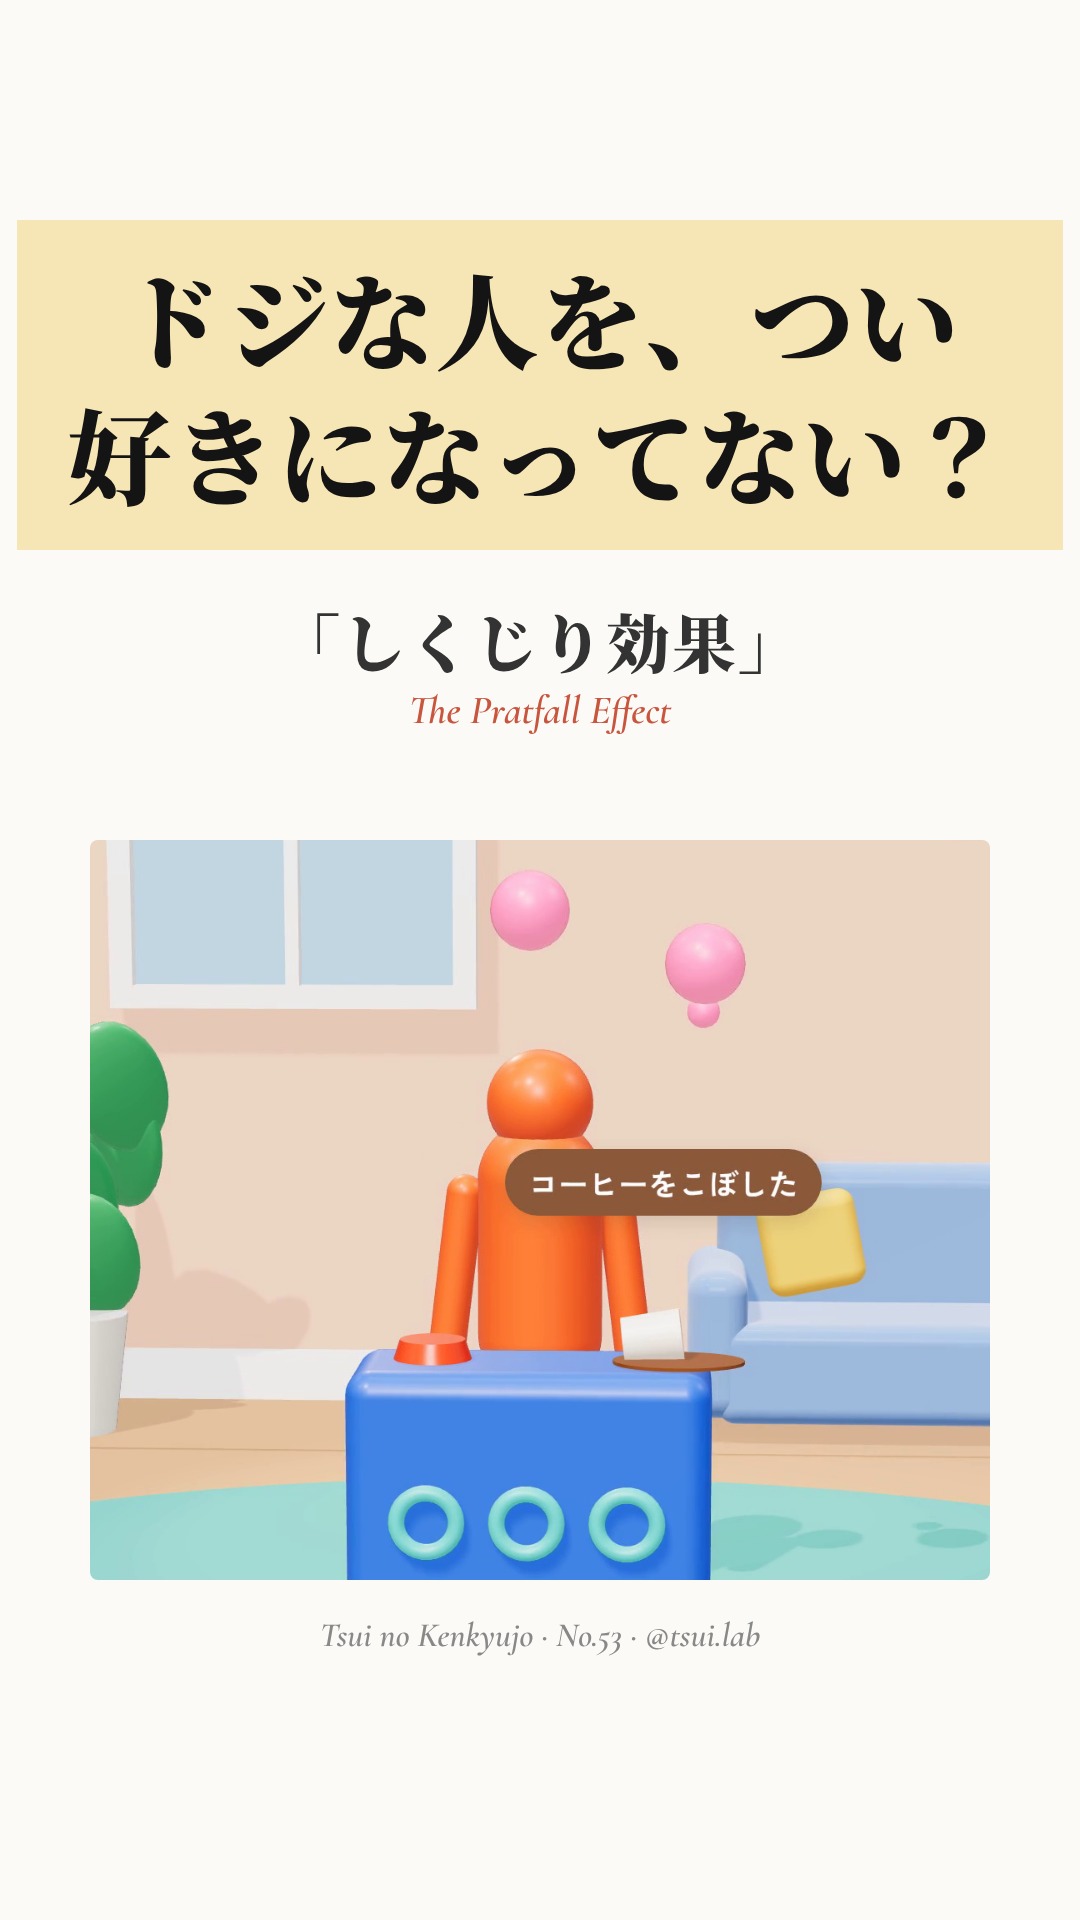 ドジな人を、つい
好きになってない？
「しくじり効果」
The Pratfall Effect
コーヒーをこぼした
Tsui no Kenkyujo · No.53 · @tsui.lab